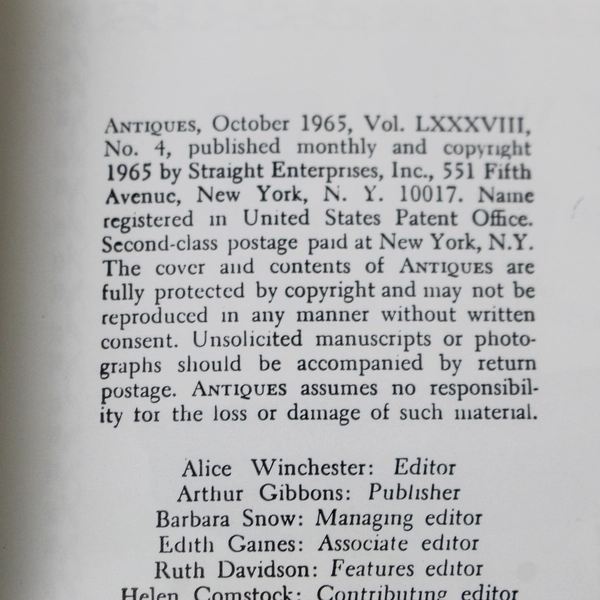 ANTIQUES, October 1965, Vol. LXXXVIII,
No. 4, published monthly and copyright
1965 by Straight Enterprises, Inc., 551 Fifth
Avenue, New York, N. Y. 10017. Name
registered in United States Patent Office.
Second-class postage paid at New York, N.Y.
The cover and contents of ANTIQUES are
fully protected by copyright and may not be
reproduced in any manner without written
consent. Unsolicited manuscripts or photo-
graphs should be accompanied by return
postage. ANTIQUES assumes no responsibil-
ity for the loss or damage of such material.
Alice Winchester: Editor
Arthur Gibbons: Publisher
Barbara Snow: Managing editor
Edith Gaines: Associate editor
Ruth Davidson: Features editor
Helen Comstock: Contributing editor